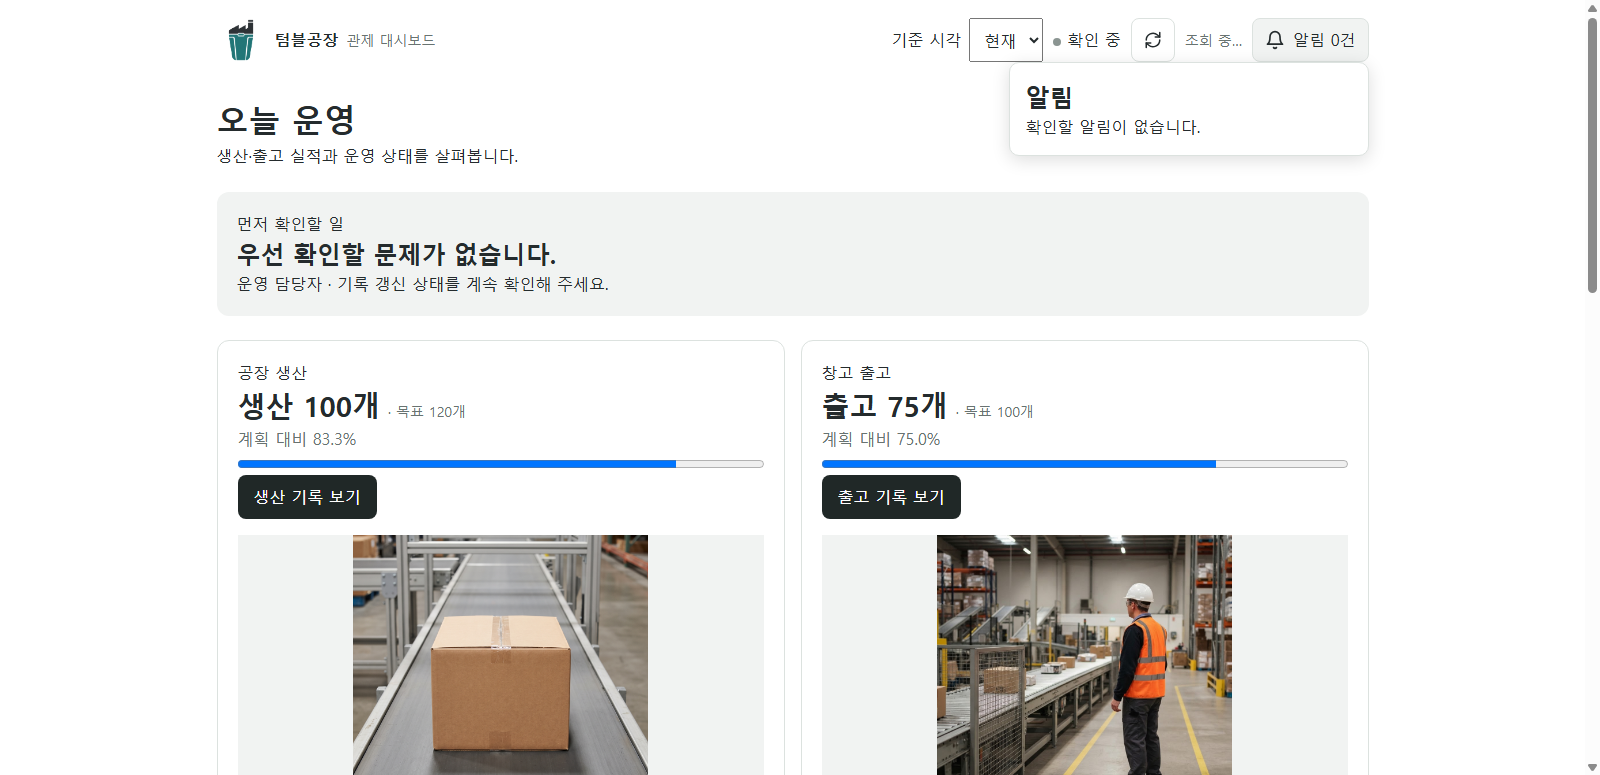 텀블공장 관제 대시보드
기준 시각 현재 확인 중 조회 중... 알림 0건
알림
확인할 알림이 없습니다.
오늘 운영
생산·출고 실적과 운영 상태를 살펴봅니다.
먼저 확인할 일
우선 확인할 문제가 없습니다.
운영 담당자 · 기록 갱신 상태를 계속 확인해 주세요.
공장 생산
생산 100개 · 목표 120개
계획 대비 83.3%
생산 기록 보기
창고 출고
출고 75개 · 목표 100개
계획 대비 75.0%
출고 기록 보기